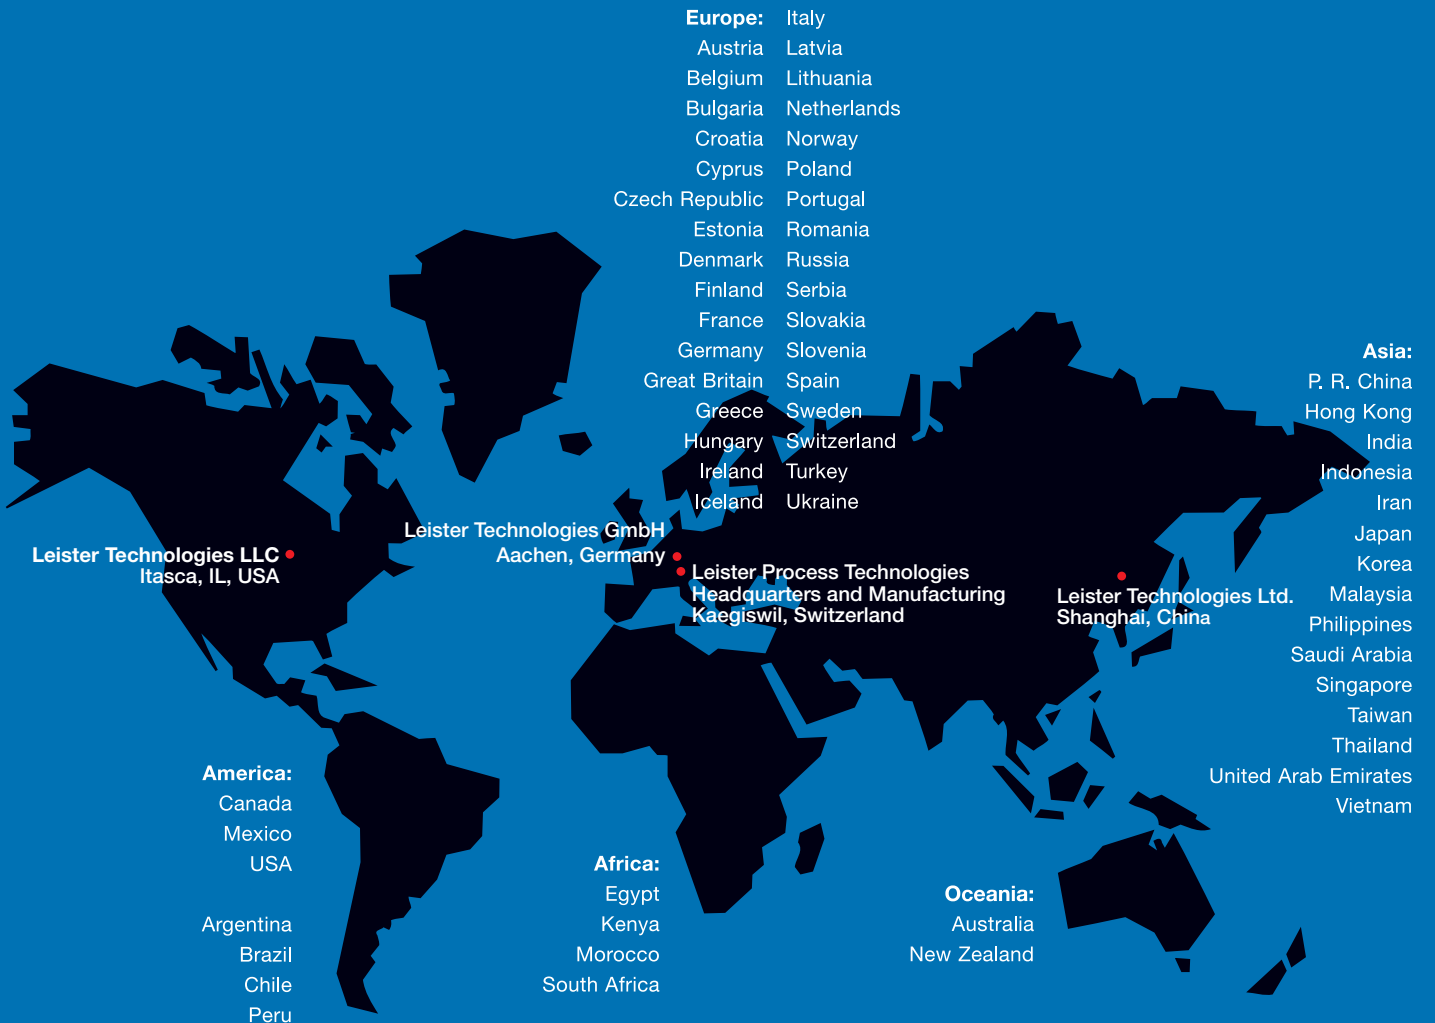 Europe:
Austria
Belgium
Bulgaria
Croatia
Cyprus
Czech Republic
Estonia
Denmark
Finland
France
Germany
Great Britain
Greece
Hungary
Ireland
Iceland
Italy
Latvia
Lithuania
Netherlands
Norway
Poland
Portugal
Romania
Russia
Serbia
Slovakia
Slovenia
Spain
Sweden
Switzerland
Turkey
Ukraine
Asia:
P. R. China
Hong Kong
India
Indonesia
Iran
Japan
Korea
Malaysia
Philippines
Saudi Arabia
Singapore
Taiwan
Thailand
United Arab Emirates
Vietnam
Leister Technologies LLC
Itasca, IL, USA
Leister Technologies GmbH
Aachen, Germany
Leister Process Technologies
Headquarters and Manufacturing
Kaegiswil, Switzerland
Leister Technologies Ltd.
Shanghai, China
America:
Canada
Mexico
USA
Argentina
Brazil
Chile
Peru
Africa:
Egypt
Kenya
Morocco
South Africa
Oceania:
Australia
New Zealand